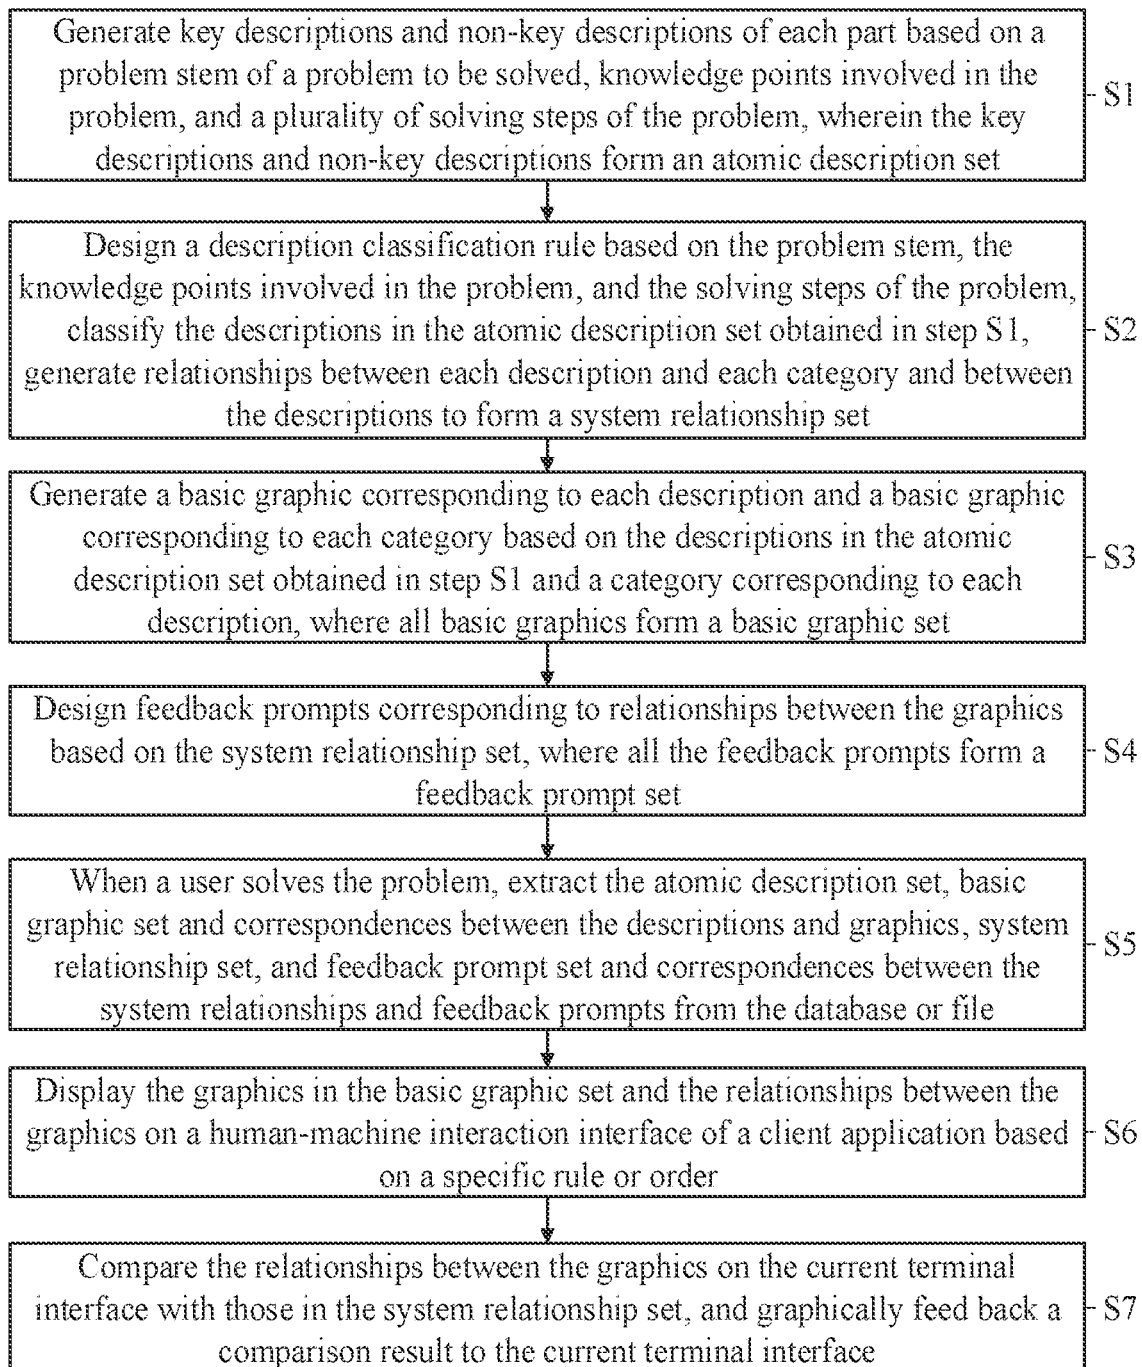 Generate key descriptions and non-key descriptions of each part based on a
problem stem of a problem to be solved, knowledge points involved in the
problem, and a plurality of solving steps of the problem, wherein the key
descriptions and non-key descriptions form an atomic description set
S1
Design a description classification rule based on the problem stem, the
knowledge points involved in the problem, and the solving steps of the problem,
classify the descriptions in the atomic description set obtained in step S1,
generate relationships between each description and each category and between
the descriptions to form a system relationship set
S2
Generate a basic graphic corresponding to each description and a basic graphic
corresponding to each category based on the descriptions in the atomic
description set obtained in step S1 and a category corresponding to each
description, where all basic graphics form a basic graphic set
S3
Design feedback prompts corresponding to relationships between the graphics
based on the system relationship set, where all the feedback prompts form a
feedback prompt set
S4
When a user solves the problem, extract the atomic description set, basic
graphic set and correspondences between the descriptions and graphics, system
relationship set, and feedback prompt set and correspondences between the
system relationships and feedback prompts from the database or file
S5
Display the graphics in the basic graphic set and the relationships between the
graphics on a human-machine interaction interface of a client application based
on a specific rule or order
S6
Compare the relationships between the graphics on the current terminal
interface with those in the system relationship set, and graphically feed back a
comparison result to the current terminal interface
S7